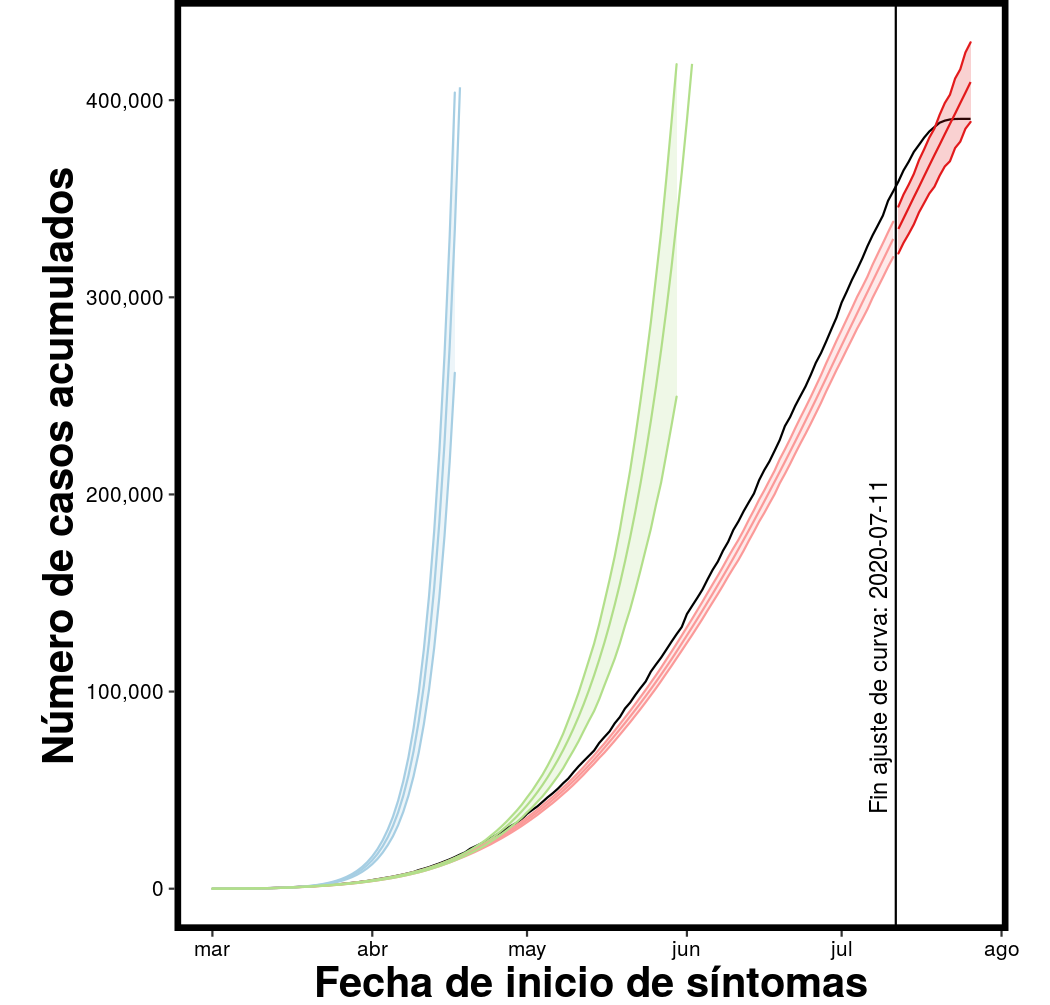 Número de casos acumulados
400,000
300,000
200,000
100,000
0
Fin ajuste de curva: 2020-07-11
mar
abr
may
jun
jul
ago
Fecha de inicio de síntomas